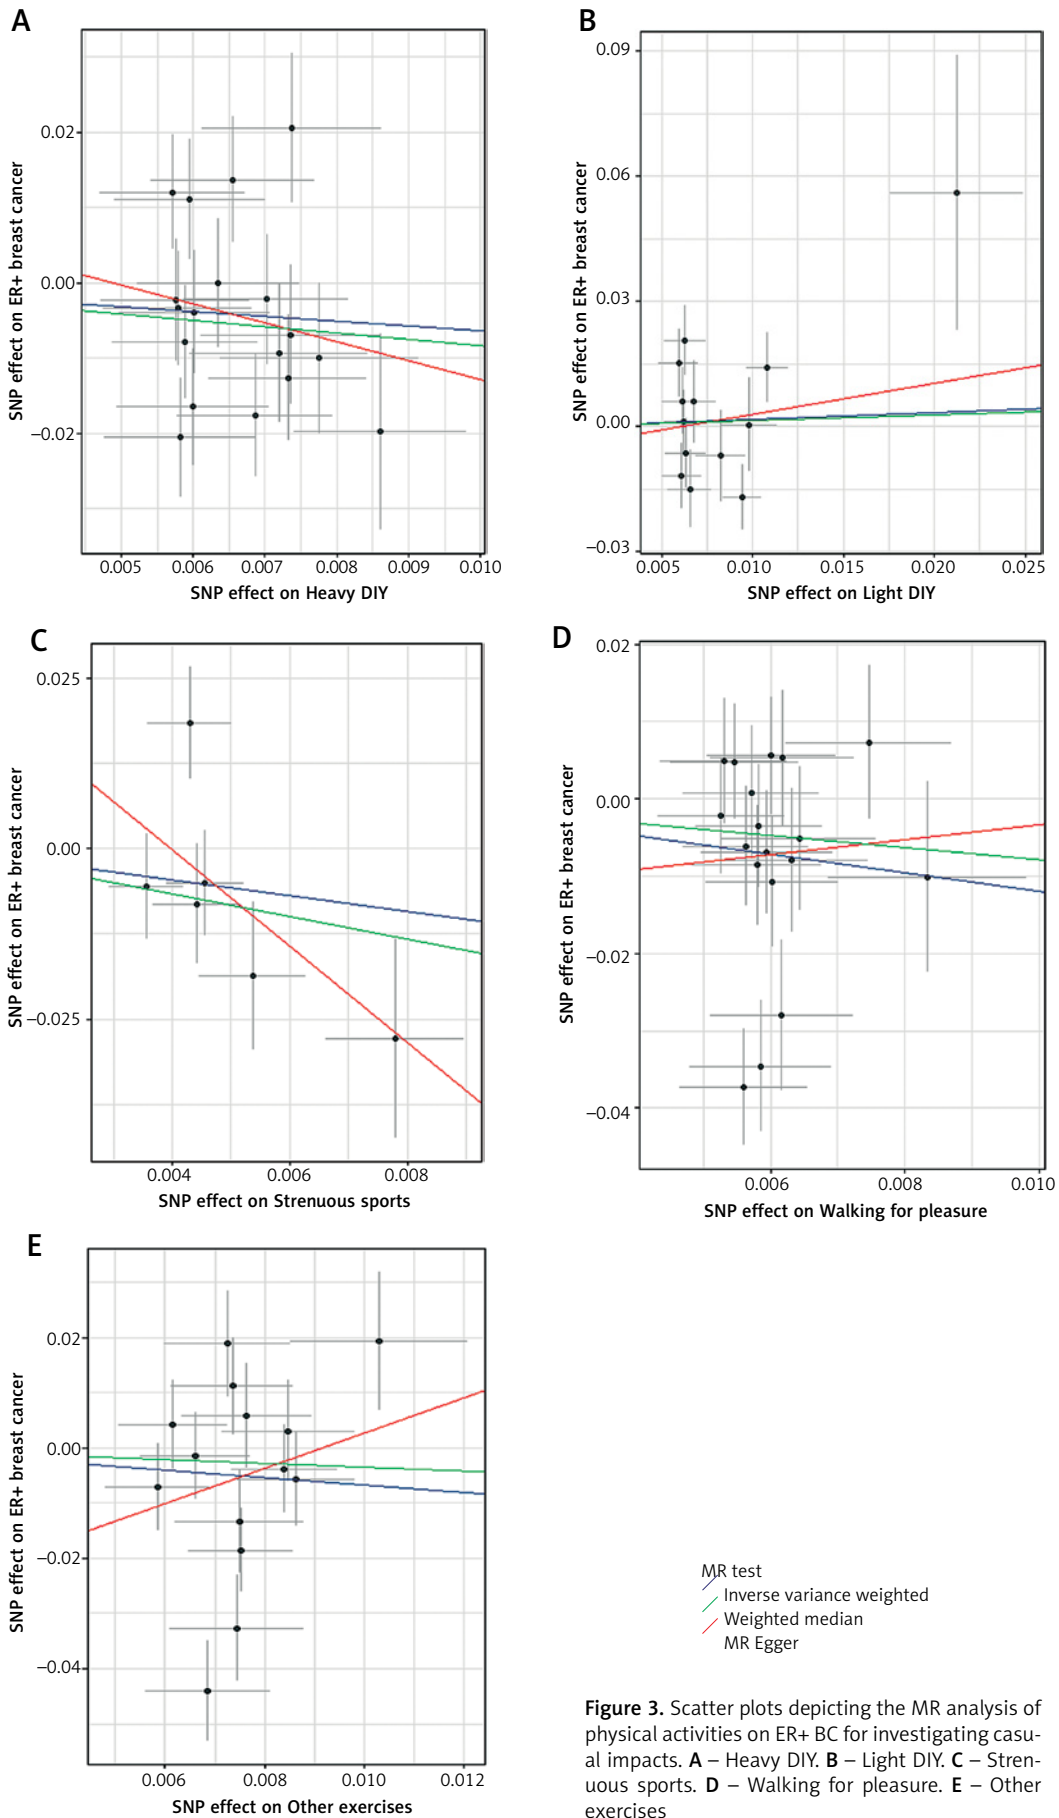 A
SNP effect on ER+ breast cancer
0.02
0.00
–0.02
0.005 0.006 0.007 0.008 0.009 0.010
SNP effect on Heavy DIY
B
SNP effect on ER+ breast cancer
0.09
0.06
0.03
0.00
–0.03
0.005 0.010 0.015 0.020 0.025
SNP effect on Light DIY
C
SNP effect on ER+ breast cancer
0.025
0.00
–0.025
0.004 0.006 0.008
SNP effect on Strenuous sports
D
SNP effect on ER+ breast cancer
0.02
0.00
–0.02
–0.04
0.006 0.008 0.010
SNP effect on Walking for pleasure
E
SNP effect on ER+ breast cancer
0.02
0.00
–0.02
–0.04
0.006 0.008 0.010 0.012
SNP effect on Other exercises
MR test
Inverse variance weighted
Weighted median
MR Egger
Figure 3. Scatter plots depicting the MR analysis of
physical activities on ER+ BC for investigating casu-
al impacts. A – Heavy DIY. B – Light DIY. C – Stren-
uous sports. D – Walking for pleasure. E – Other
exercises